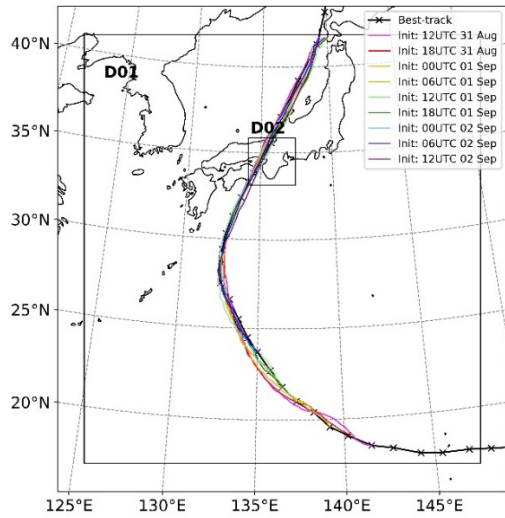 40°N
35°N
30°N
25°N
20°N
125°E
130°E
135°E
140°E
145°E
D01
D02
Best-track
Init: 12UTC 31 Aug
Init: 18UTC 31 Aug
Init: 00UTC 01 Sep
Init: 06UTC 01 Sep
Init: 12UTC 01 Sep
Init: 18UTC 01 Sep
Init: 00UTC 02 Sep
Init: 06UTC 02 Sep
Init: 12UTC 02 Sep